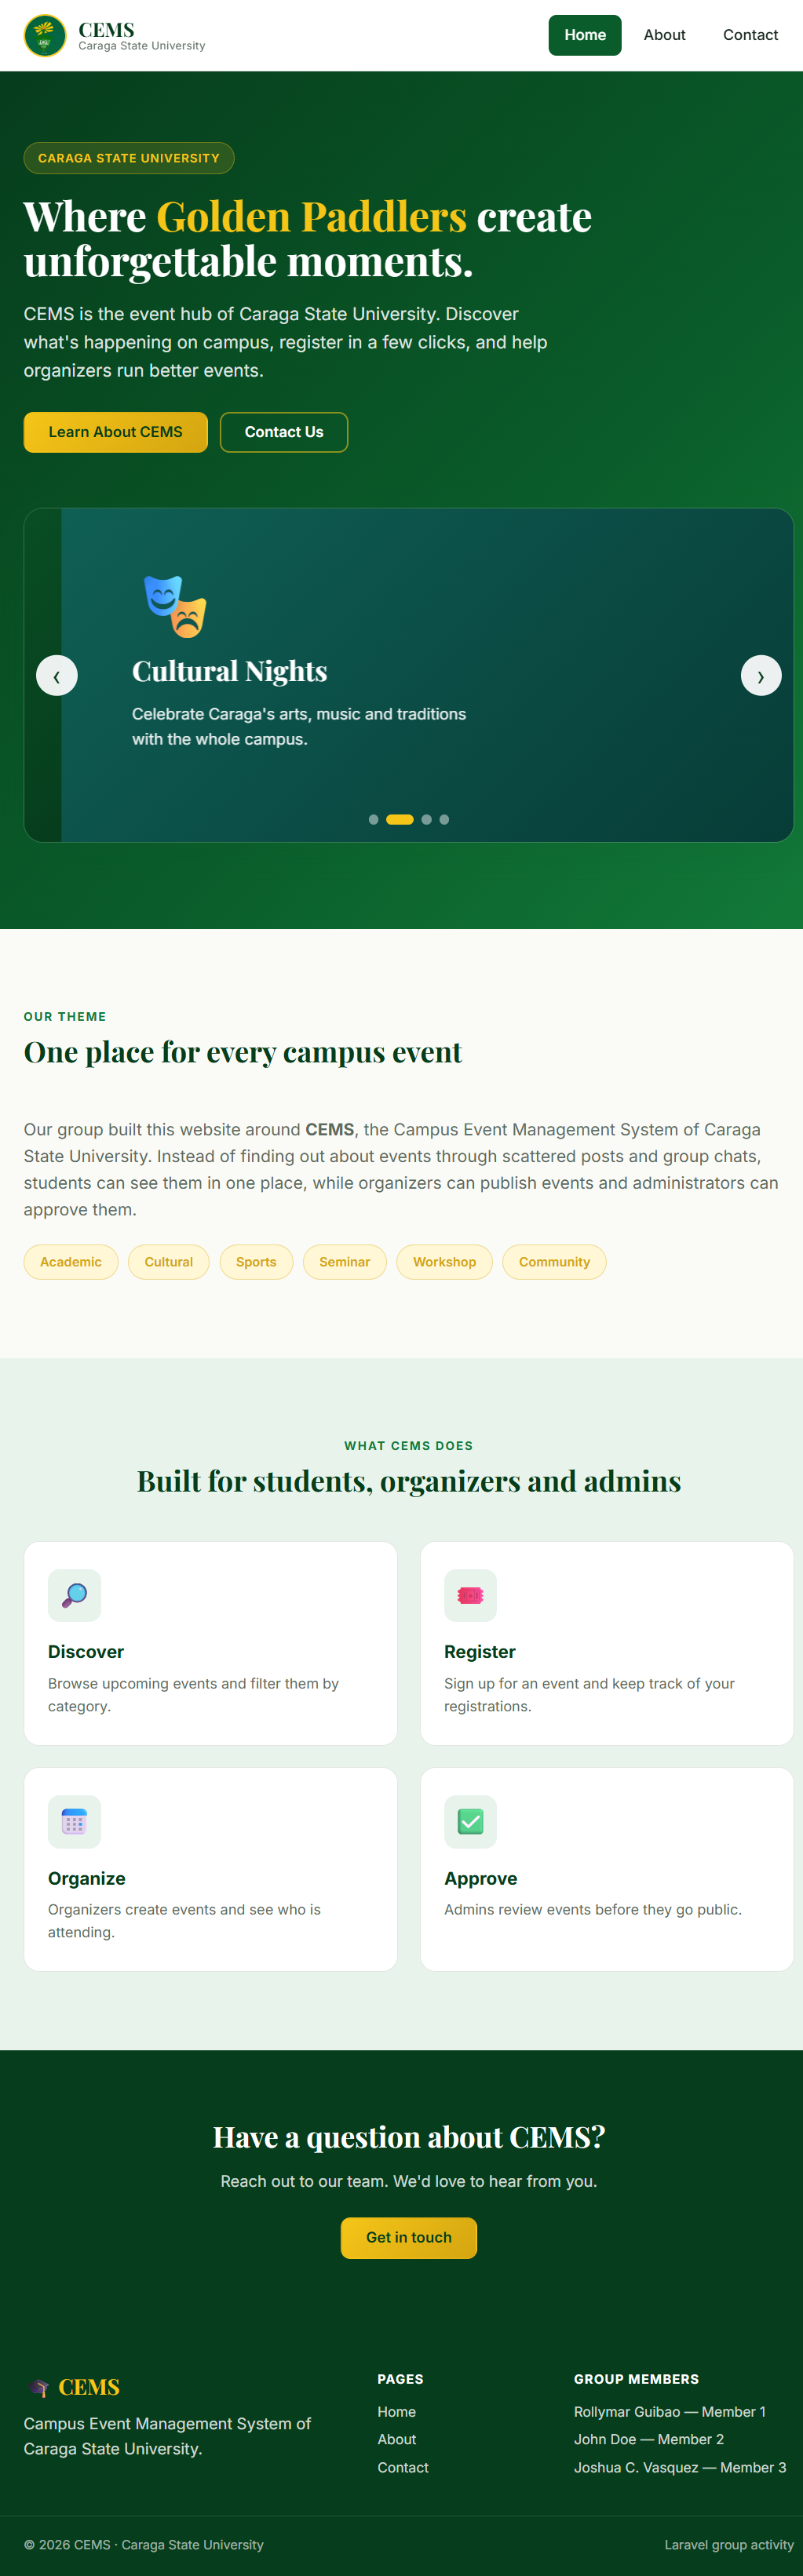 CEMS
Caraga State University
Home
About
Contact
CARAGA STATE UNIVERSITY
Where Golden Paddlers create
unforgettable moments.
CEMS is the event hub of Caraga State University. Discover
what's happening on campus, register in a few clicks, and help
organizers run better events.
Learn About CEMS
Contact Us
‹
›
Cultural Nights
Celebrate Caraga's arts, music and traditions
with the whole campus.
OUR THEME
One place for every campus event
Our group built this website around CEMS, the Campus Event Management System of Caraga
State University. Instead of finding out about events through scattered posts and group chats,
students can see them in one place, while organizers can publish events and administrators can
approve them.
Academic
Cultural
Sports
Seminar
Workshop
Community
WHAT CEMS DOES
Built for students, organizers and admins
Discover
Browse upcoming events and filter them by
category.
Register
Sign up for an event and keep track of your
registrations.
Organize
Organizers create events and see who is
attending.
Approve
Admins review events before they go public.
Have a question about CEMS?
Reach out to our team. We'd love to hear from you.
Get in touch
CEMS
Campus Event Management System of
Caraga State University.
PAGES
Home
About
Contact
GROUP MEMBERS
Rollymar Guibao — Member 1
John Doe — Member 2
Joshua C. Vasquez — Member 3
© 2026 CEMS · Caraga State University
Laravel group activity